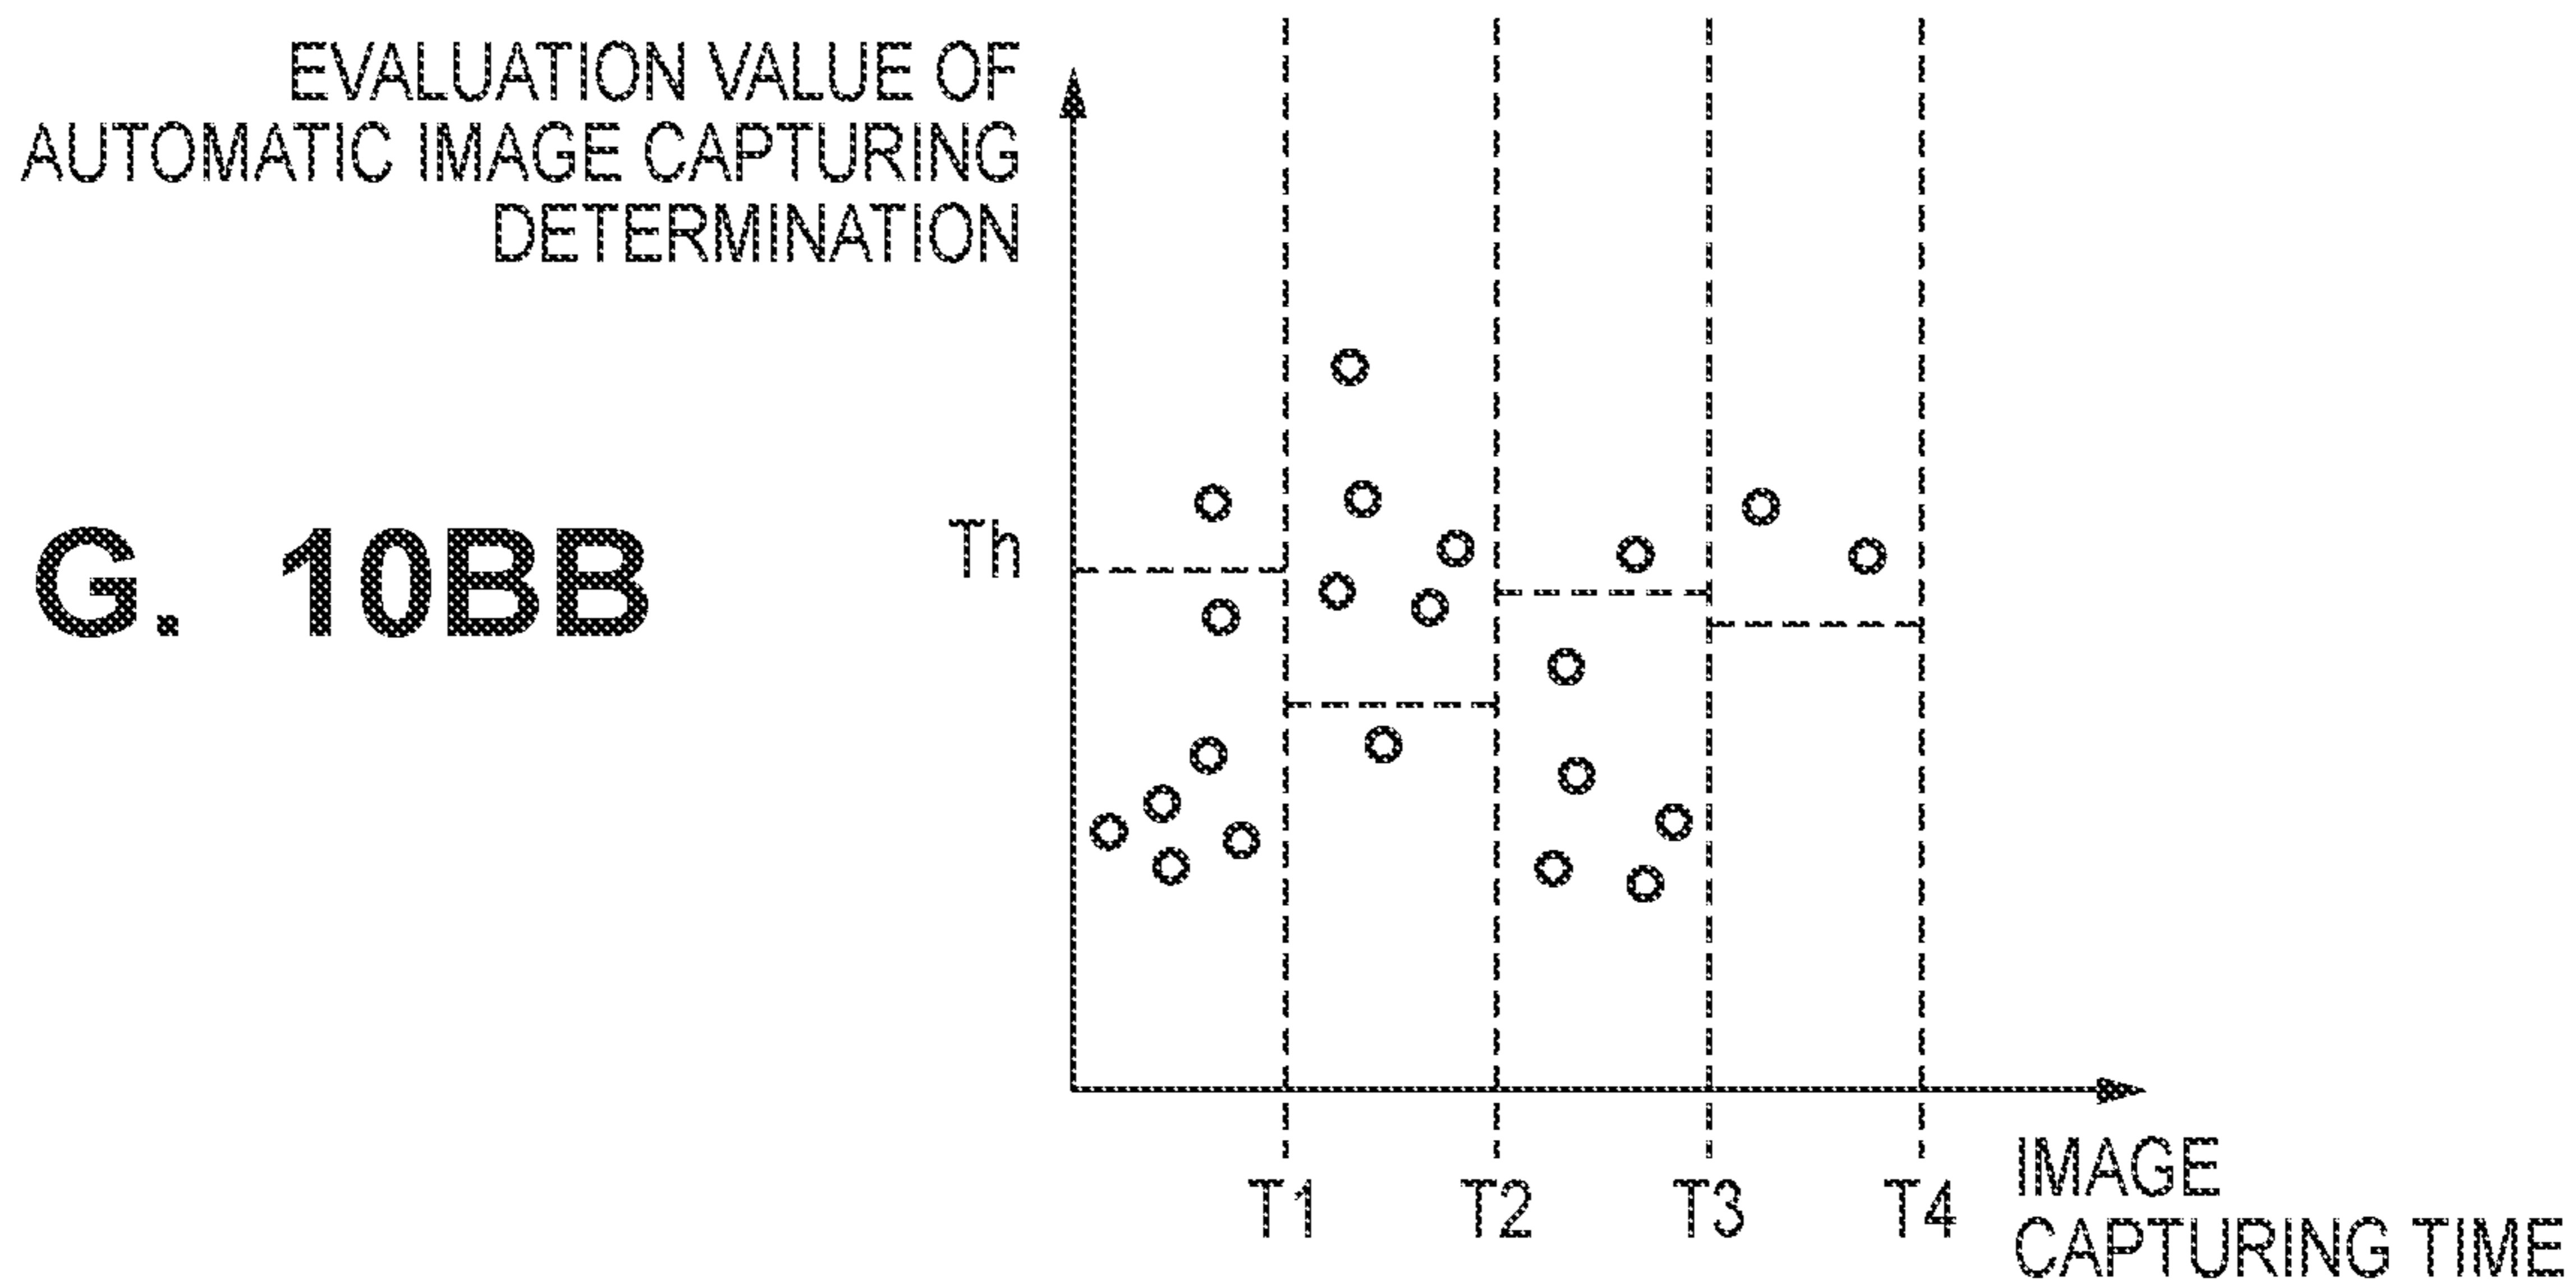 EVALUATION VALUE OF
AUTOMATIC IMAGE CAPTURING
DETERMINATION
G. 10BB
Th
T1 T2 T3 T4
IMAGE
CAPTURING TIME